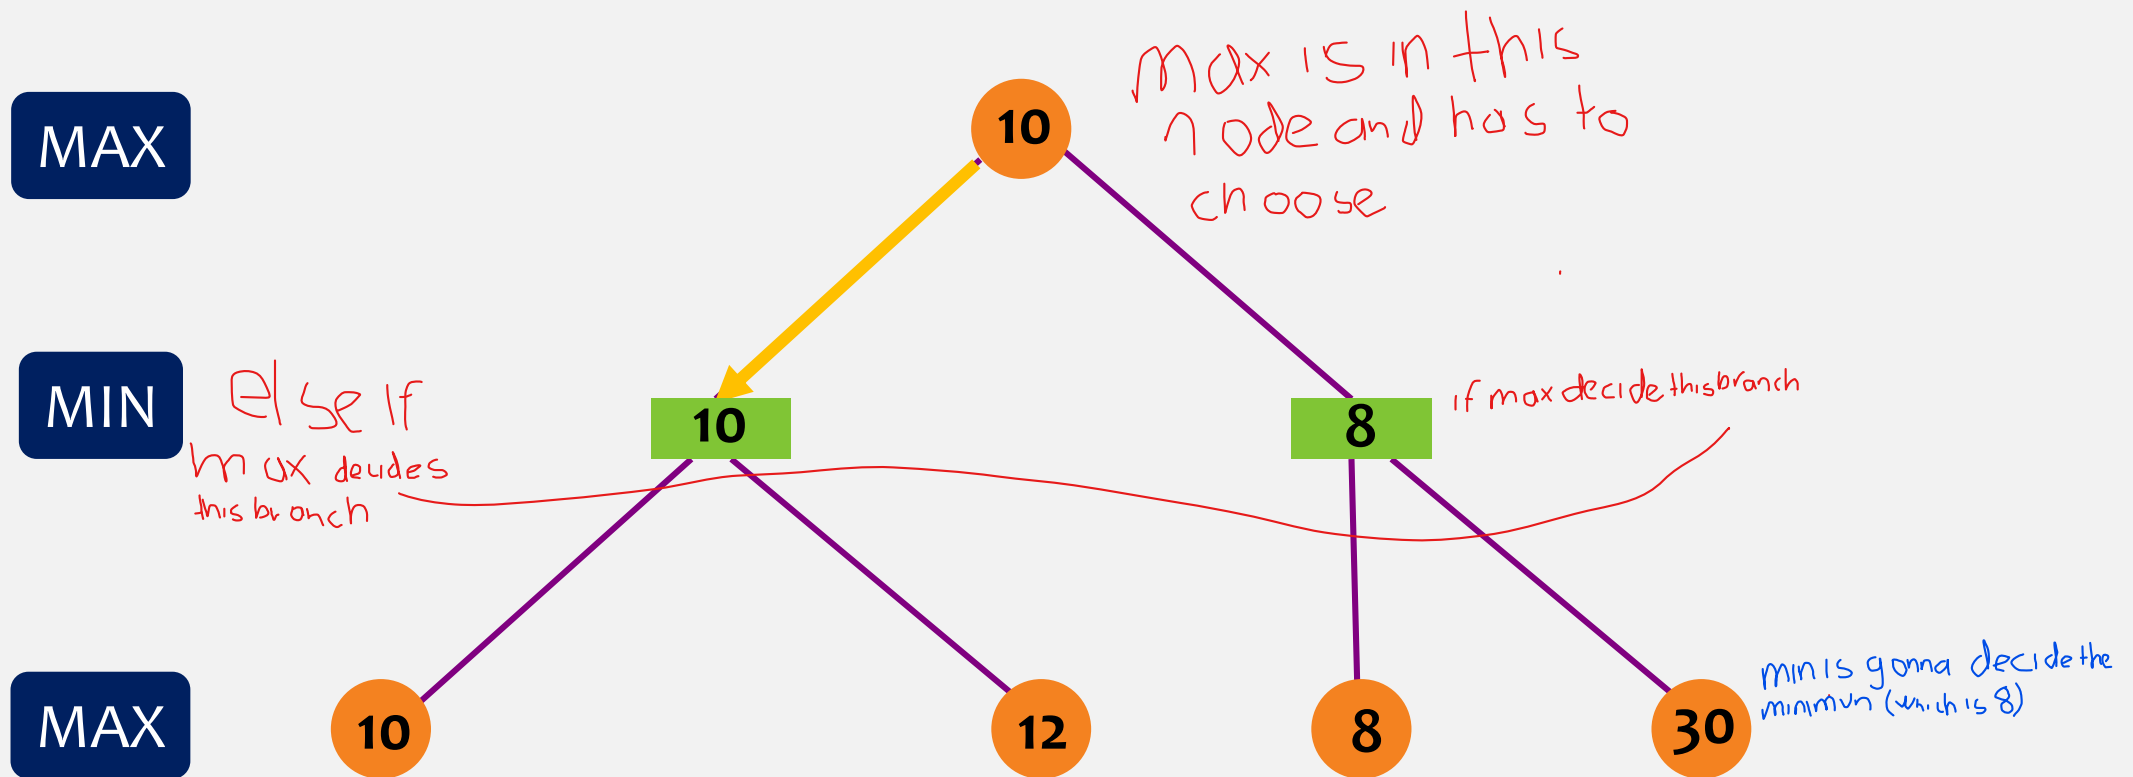 max is in this
MAX
10
node and has to
choose
MIN
else if
10
8
if max decide this branch
max decides
this branch
min is gonna decide the
minimun (which is 8)
MAX
10
12
8
30